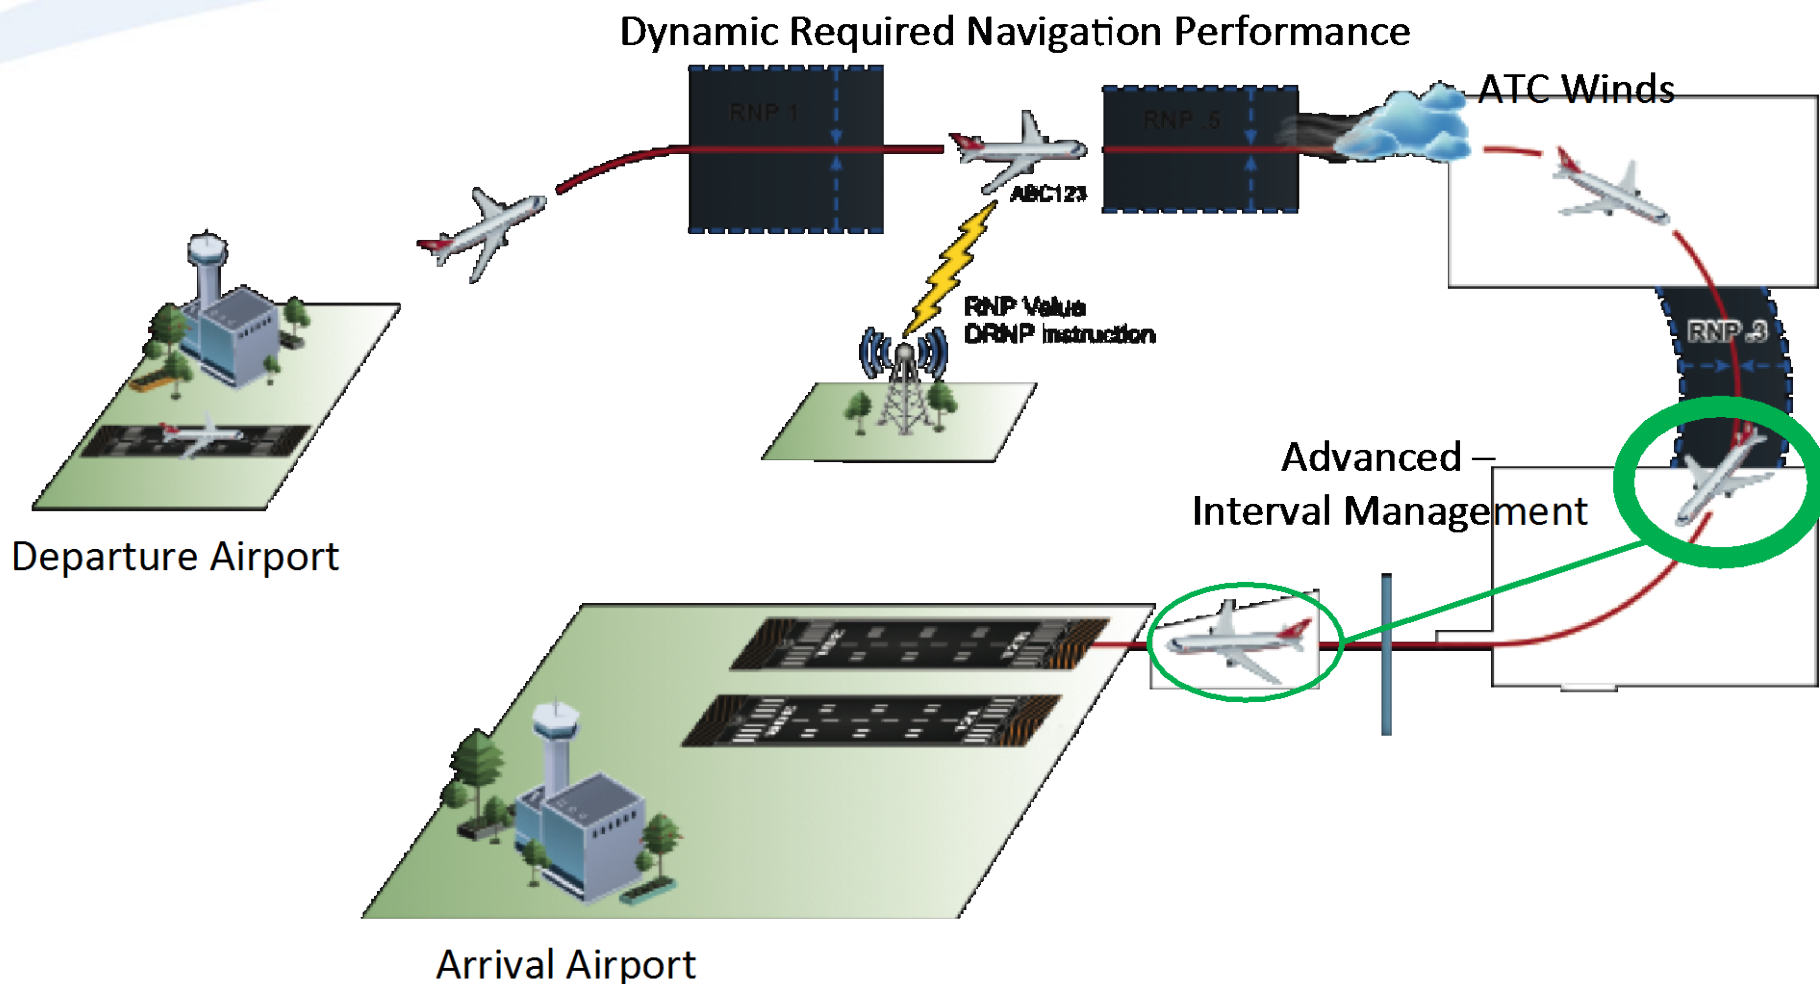 Dynamic Required Navigation Performance
ATC Winds
RNP 1
RNP .5
ABC123
RNP Value
DRNP Instruction
RNP .3
Advanced –
Interval Management
Departure Airport
Arrival Airport